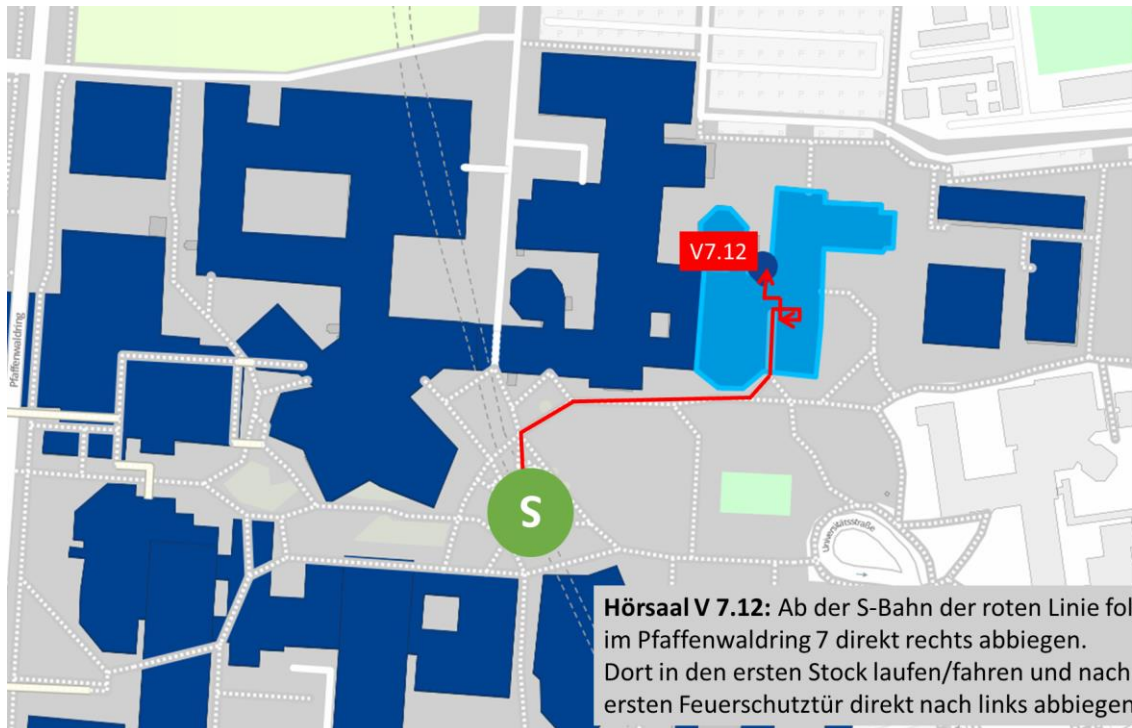 V7.12
Pfaffenwaldring
S
Universitätsstraße
Hörsaal V 7.12: Ab der S-Bahn der roten Linie fol
im Pfaffenwaldring 7 direkt rechts abbiegen.
Dort in den ersten Stock laufen/fahren und nach
ersten Feuerschutztür direkt nach links abbiegen